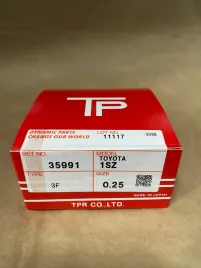 TP
DYNAMIC PARTS
CHANGE OUR WORLD
LOT NO.
11117
2098
SET NO
35991
MODEL
TOYOTA
1SZ
TYPE
3F
SIZE
0.25
MADE IN JAPAN
TPR CO.,LTD.